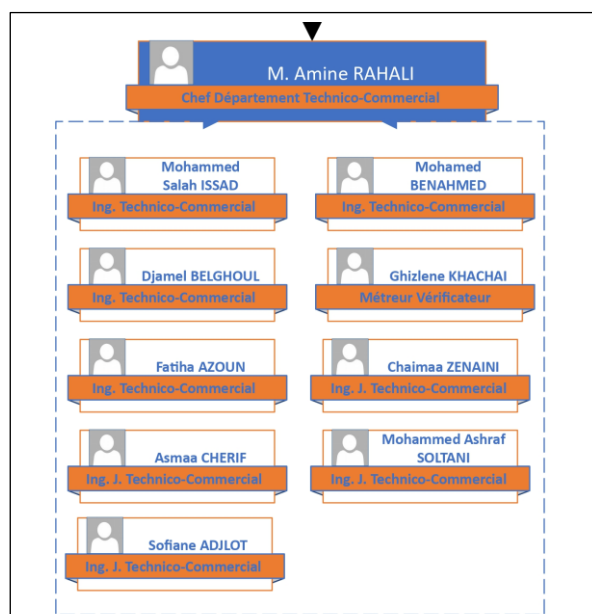 M. Amine RAHALI
Chef Département Technico-Commercial
Mohammed
Salah ISSAD
Ing. Technico-Commercial
Mohamed
BENAHMED
Ing. Technico-Commercial
Djamel BELGHOUL
Ing. Technico-Commercial
Ghizlene KHACHAI
Métreur Vérificateur
Fatiha AZOUN
Ing. Technico-Commercial
Chaimaa ZENAINI
Ing. J. Technico-Commercial
Asmaa CHERIF
Ing. J. Technico-Commercial
Mohammed Ashraf
SOLTANI
Ing. J. Technico-Commercial
Sofiane ADJLOT
Ing. J. Technico-Commercial